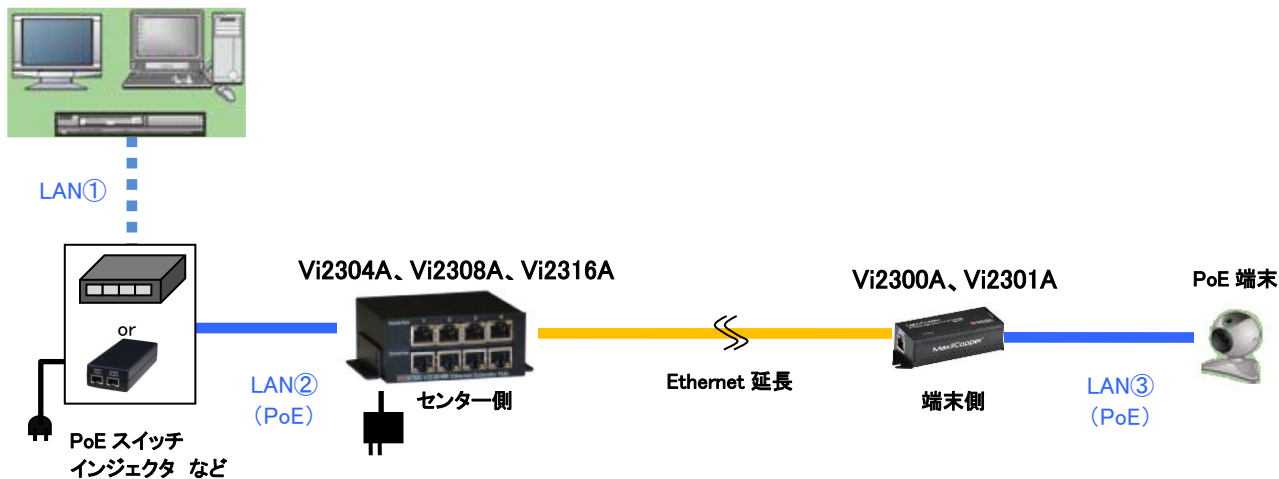 LAN①
Vi2304A、Vi2308A、Vi2316A
Vi2300A、Vi2301A
PoE 端末
or
LAN②
（PoE）
センター側
Ethernet 延長
MaxiiCopper
端末側
LAN③
（PoE）
PoE スイッチ
インジェクタ など